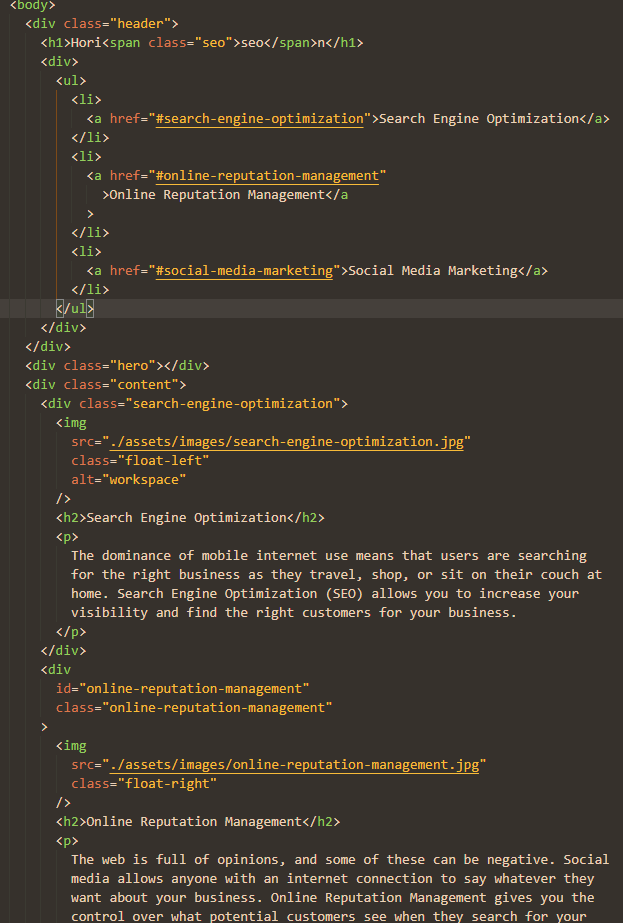 <body>
<div class="header">
<h1>Hori<span class="seo">seo</span>n</h1>
<div>
<ul>
<li>
<a href="#search-engine-optimization">Search Engine Optimization</a>
</li>
<li>
<a href="#online-reputation-management"
>Online Reputation Management</a
>
</li>
<li>
<a href="#social-media-marketing">Social Media Marketing</a>
</li>
</ul>
</div>
</div>
<div class="hero"></div>
<div class="content">
<div class="search-engine-optimization">
<img
src="./assets/images/search-engine-optimization.jpg"
class="float-left"
alt="workspace"
/>
<h2>Search Engine Optimization</h2>
<p>
The dominance of mobile internet use means that users are searching
for the right business as they travel, shop, or sit on their couch at
home. Search Engine Optimization (SEO) allows you to increase your
visibility and find the right customers for your business.
</p>
</div>
<div
id="online-reputation-management"
class="online-reputation-management"
>
<img
src="./assets/images/online-reputation-management.jpg"
class="float-right"
/>
<h2>Online Reputation Management</h2>
<p>
The web is full of opinions, and some of these can be negative. Social
media allows anyone with an internet connection to say whatever they
want about your business. Online Reputation Management gives you the
control over what potential customers see when they search for your